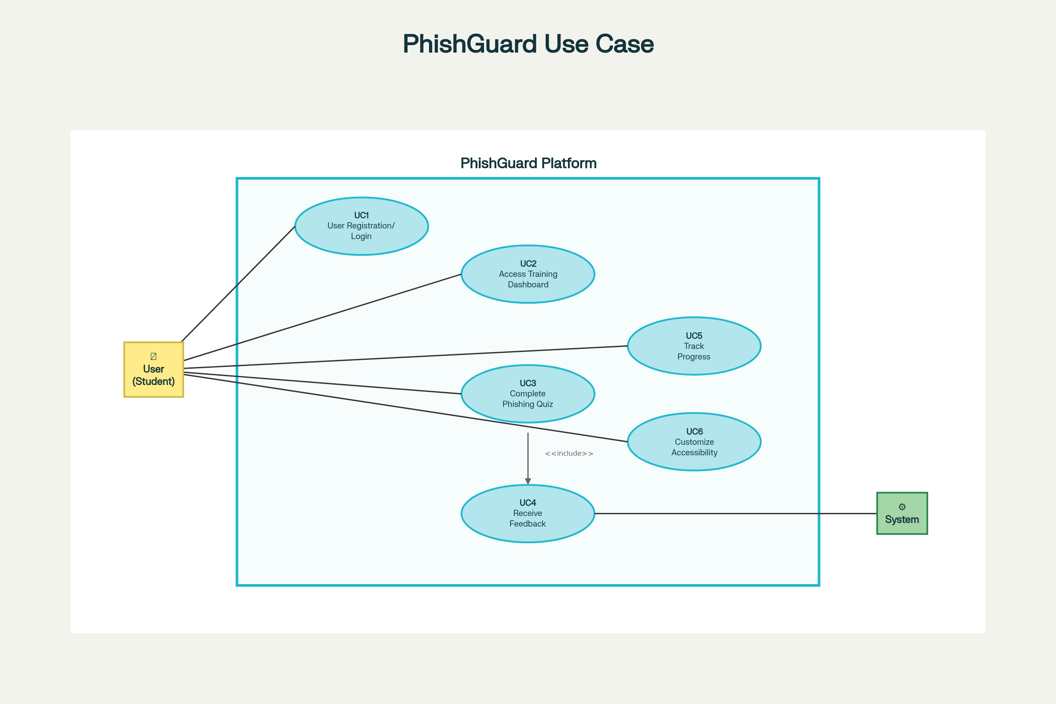 PhishGuard Use Case
PhishGuard Platform
UC1
User Registration/
Login
UC2
Access Training
Dashboard
UC5
Track
Progress
User
(Student)
UC3
Complete
Phishing Quiz
UC6
Customize
Accessibility
<<include>>
UC4
Receive
Feedback
System